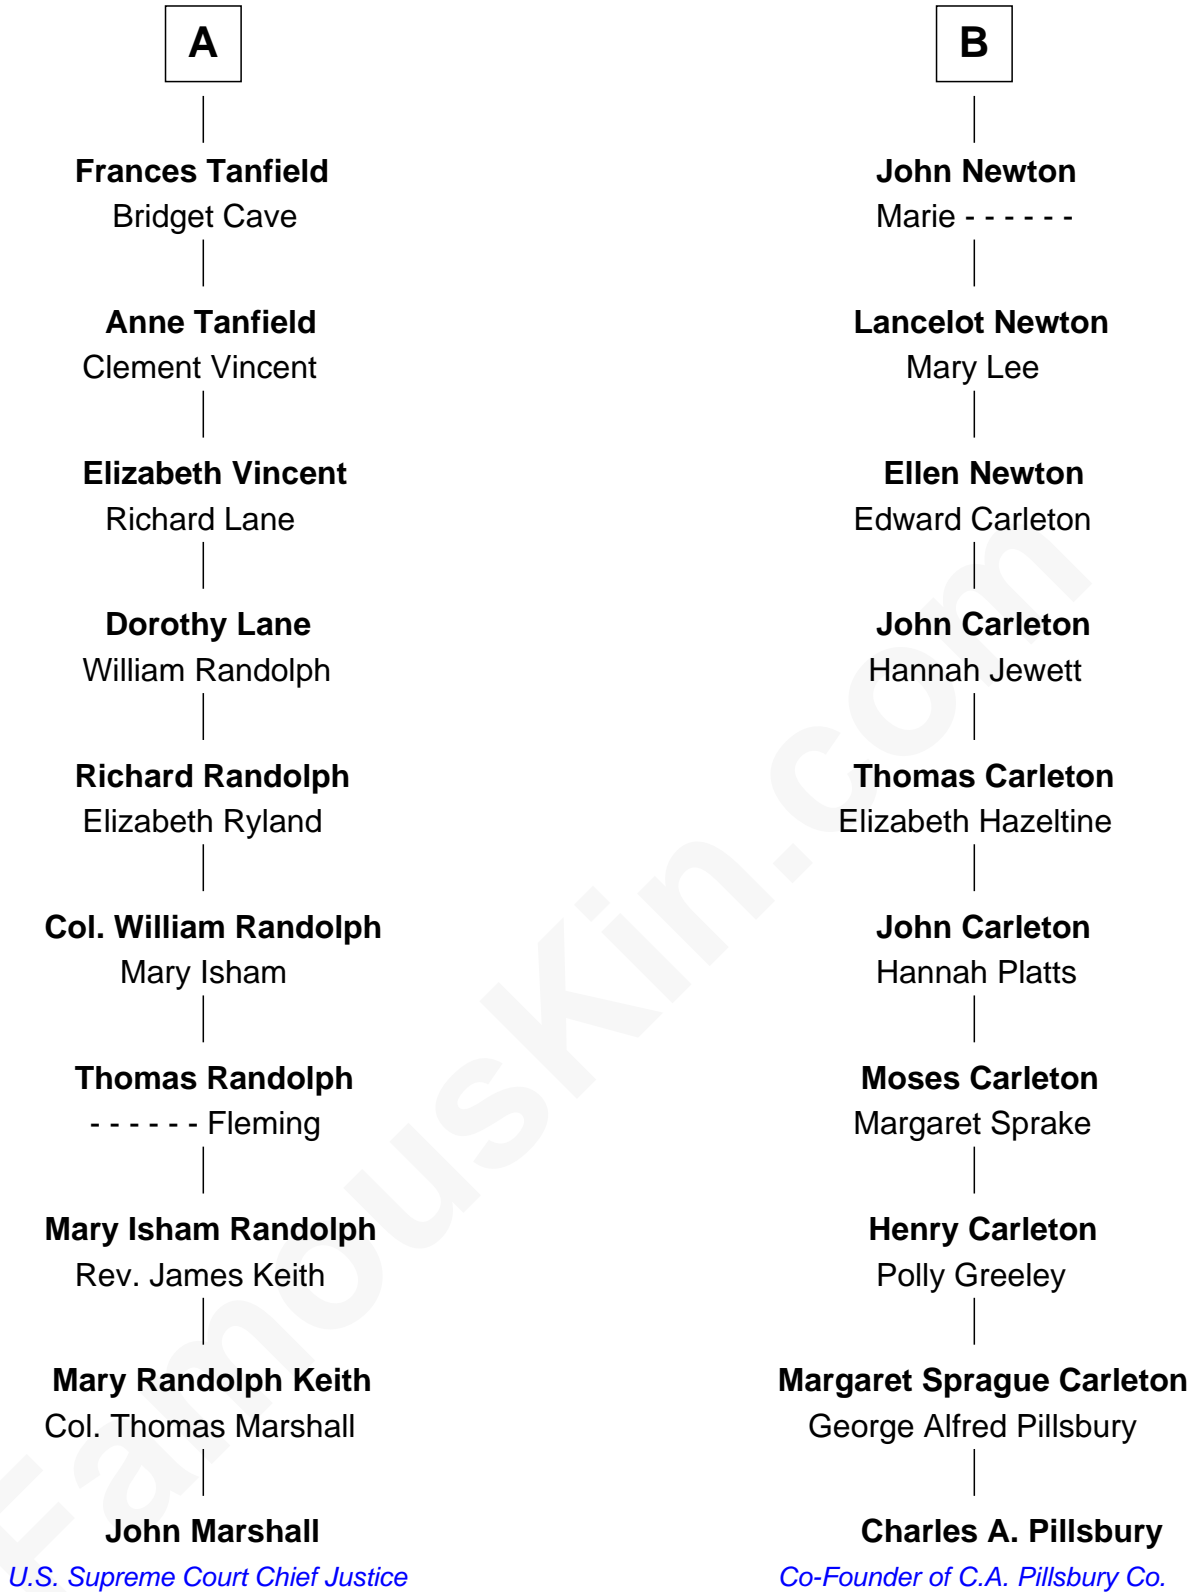 A
Frances Tanfield
Bridget Cave
Anne Tanfield
Clement Vincent
Elizabeth Vincent
Richard Lane
Dorothy Lane
William Randolph
Richard Randolph
Elizabeth Ryland
Col. William Randolph
Mary Isham
Thomas Randolph
- - - - - - Fleming
Mary Isham Randolph
Rev. James Keith
Mary Randolph Keith
Col. Thomas Marshall
John Marshall
U.S. Supreme Court Chief Justice
B
John Newton
Marie - - - - - -
Lancelot Newton
Mary Lee
Ellen Newton
Edward Carleton
John Carleton
Hannah Jewett
Thomas Carleton
Elizabeth Hazeltine
John Carleton
Hannah Platts
Moses Carleton
Margaret Sprake
Henry Carleton
Polly Greeley
Margaret Sprague Carleton
George Alfred Pillsbury
Charles A. Pillsbury
Co-Founder of C.A. Pillsbury Co.
FamousKin.com